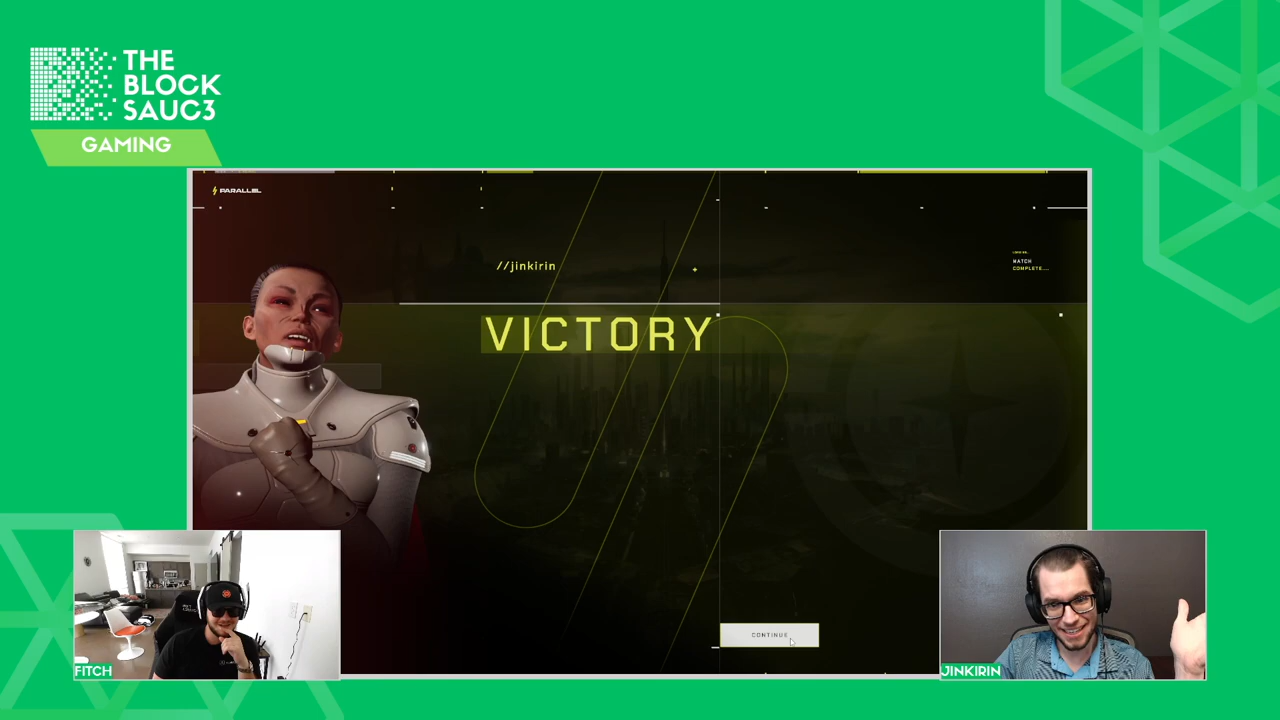 THE
BLOCK
SAUC3
GAMING
PARALLEL
//jinkirin
MATCH
COMPLETE...
VICTORY
CONTINUE
FITCH
JINKIRIN